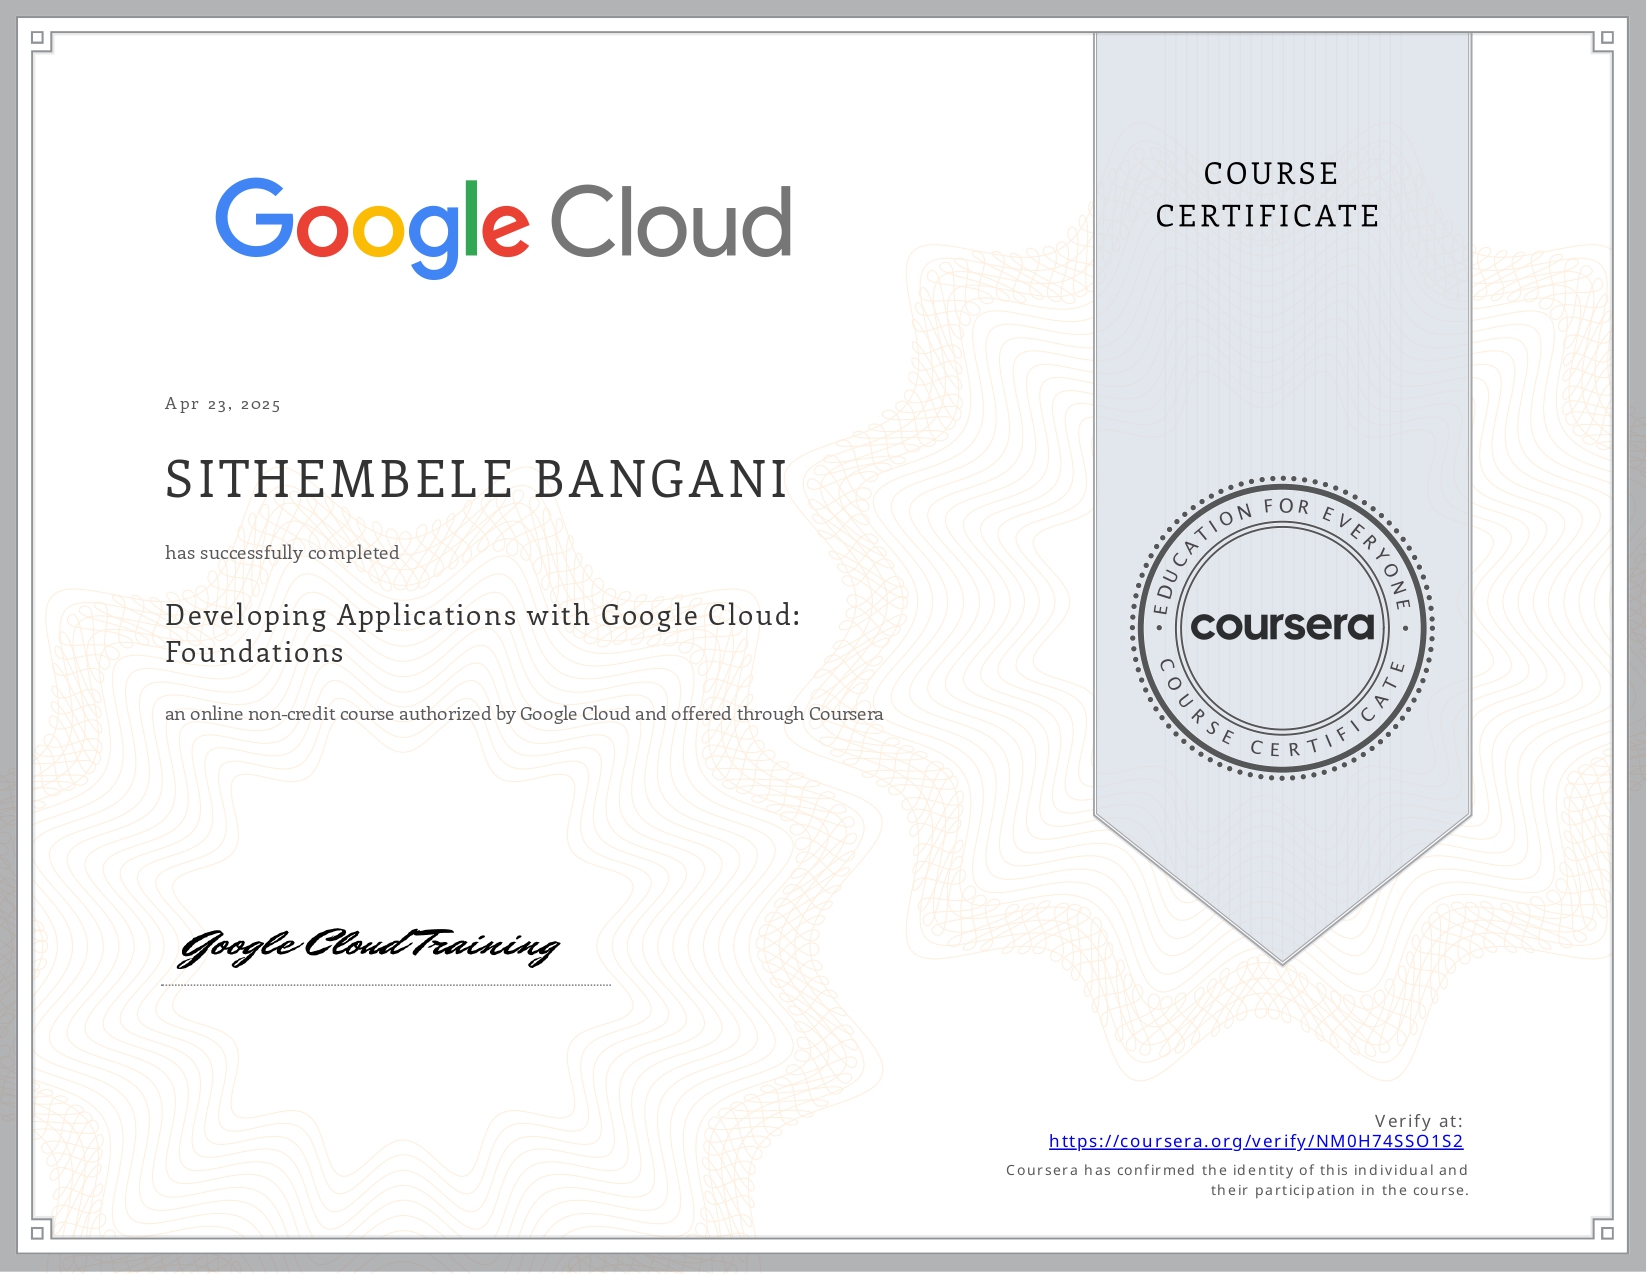 Google Cloud
COURSE
CERTIFICATE
Apr 23, 2025
SITHEMBELE BANGANI
has successfully completed
Developing Applications with Google Cloud:
Foundations
an online non-credit course authorized by Google Cloud and offered through Coursera
EDUCATION FOR EVERYONE
coursera
COURSE CERTIFICATE
Google Cloud Training
Verify at:
https://coursera.org/verify/NM0H74SSO1S2
Coursera has confirmed the identity of this individual and
their participation in the course.